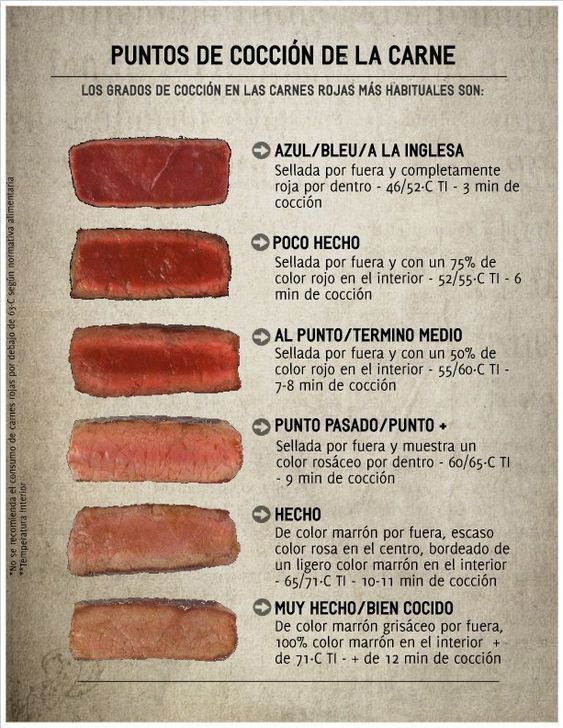 PUNTOS DE COCCIÓN DE LA CARNE
LOS GRADOS DE COCCIÓN EN LAS CARNES ROJAS MÁS HABITUALES SON:
AZUL/BLEU/A LA INGLESA
Sellada por fuera y completamente
roja por dentro - 46/52·C TI - 3 min de
cocción
POCO HECHO
Sellada por fuera y con un 75% de
color rojo en el interior - 52/55·C TI - 6
min de cocción
AL PUNTO/TERMINO MEDIO
Sellada por fuera y con un 50% de
color rojo en el interior - 55/60·C TI -
7-8 min de cocción
PUNTO PASADO/PUNTO +
Sellada por fuera y muestra un
color rosáceo por dentro - 60/65·C TI
- 9 min de cocción
HECHO
De color marrón por fuera, escaso
color rosa en el centro, bordeado de
un ligero color marrón en el interior
- 65/71·C TI - 10-11 min de cocción
MUY HECHO/BIEN COCIDO
De color marrón grisáceo por fuera,
100% color marrón en el interior +
de 71·C TI - + de 12 min de cocción
*No se recomienda el consumo de carnes rojas por debajo de 63·C según normativa alimentaria
**Temperatura Interior